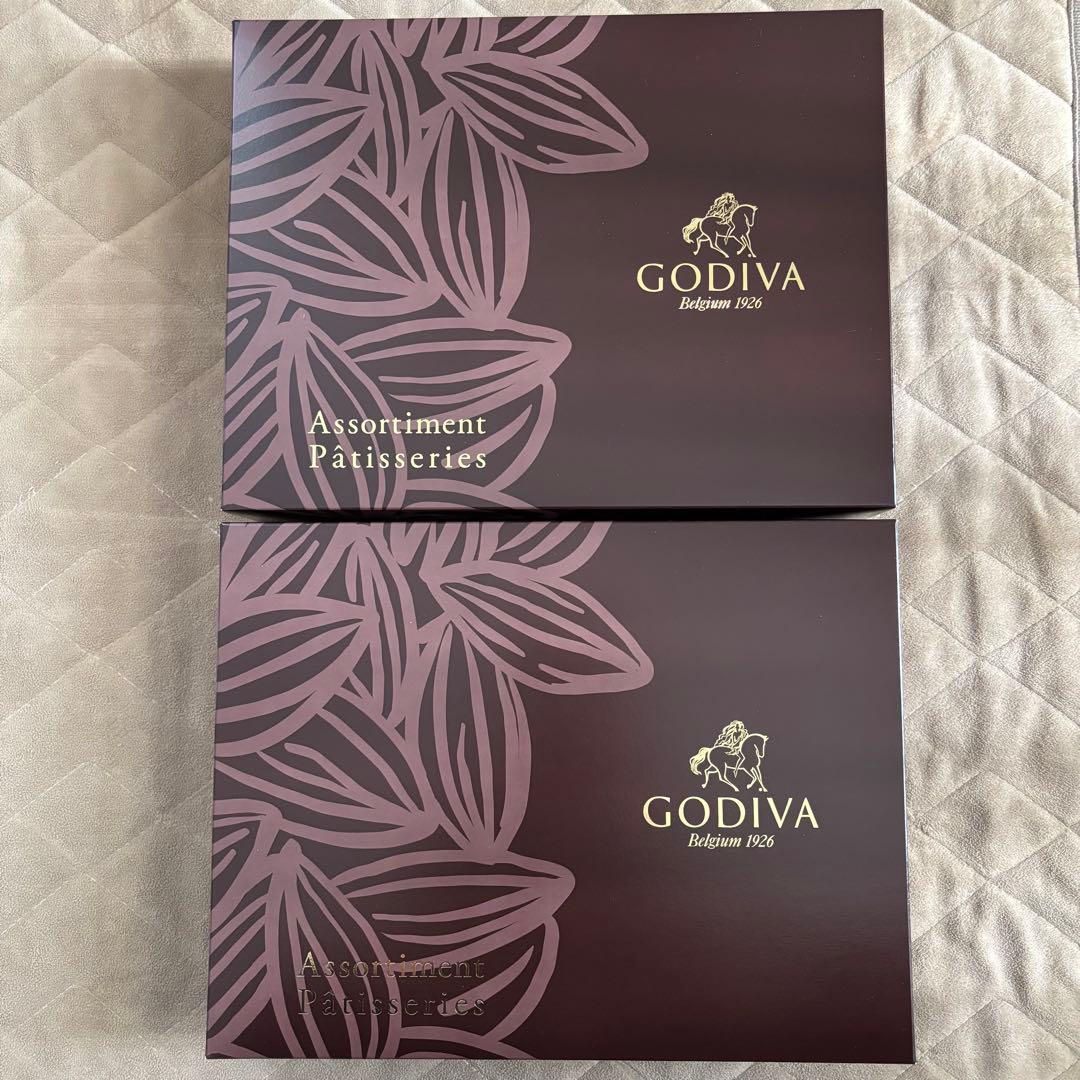 GODIVA
Belgium 1926
Assortiment
Pâtisseries
GODIVA
Belgium 1926
Assortiment
Pâtisseries